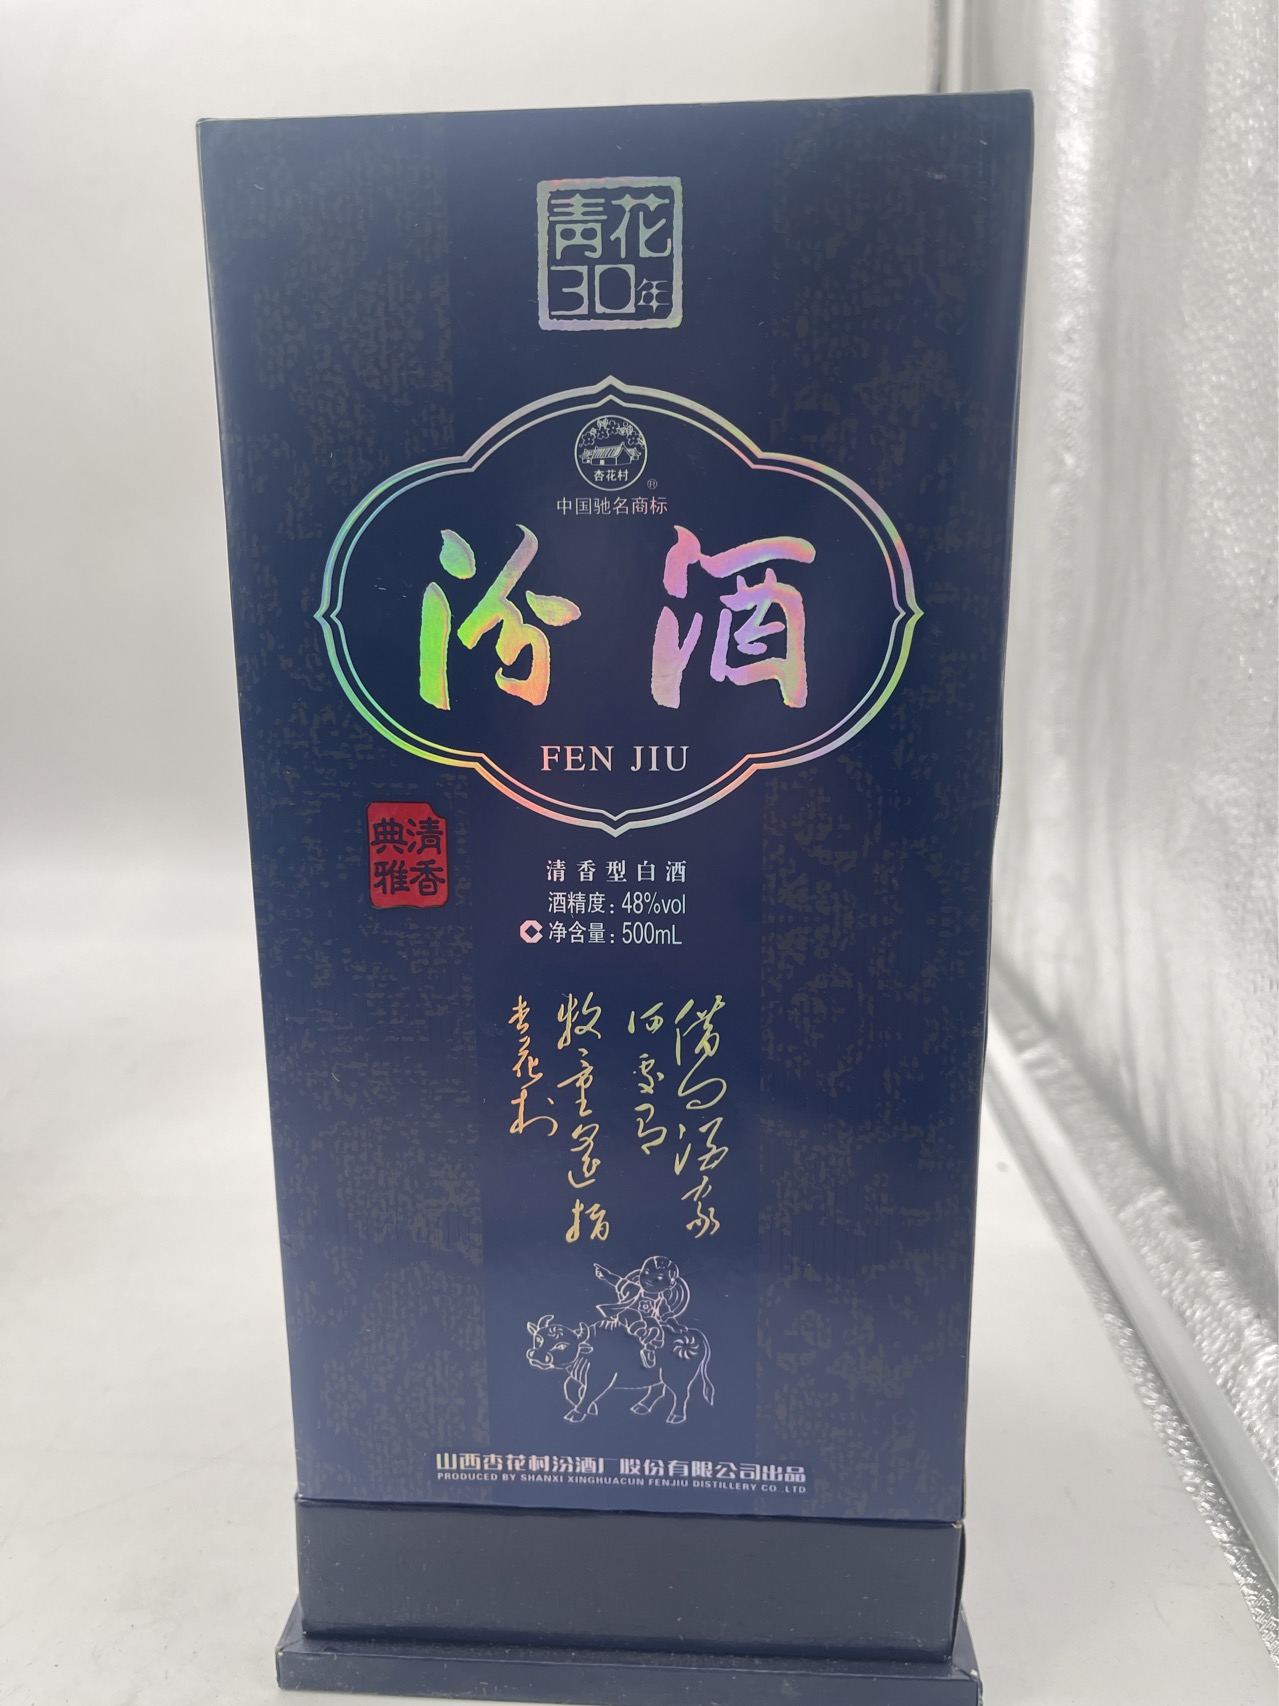 青花
30年
杏花村
®
中国驰名商标
汾酒
FEN JIU
清香
典雅
清香型白酒
酒精度：48%vol
净含量：500mL
借问酒家
何处有
牧童遥指
杏花村
山西杏花村汾酒厂股份有限公司出品
PRODUCED BY SHANXI XINGHUACUN FENJIU DISTILLERY CO.,LTD.